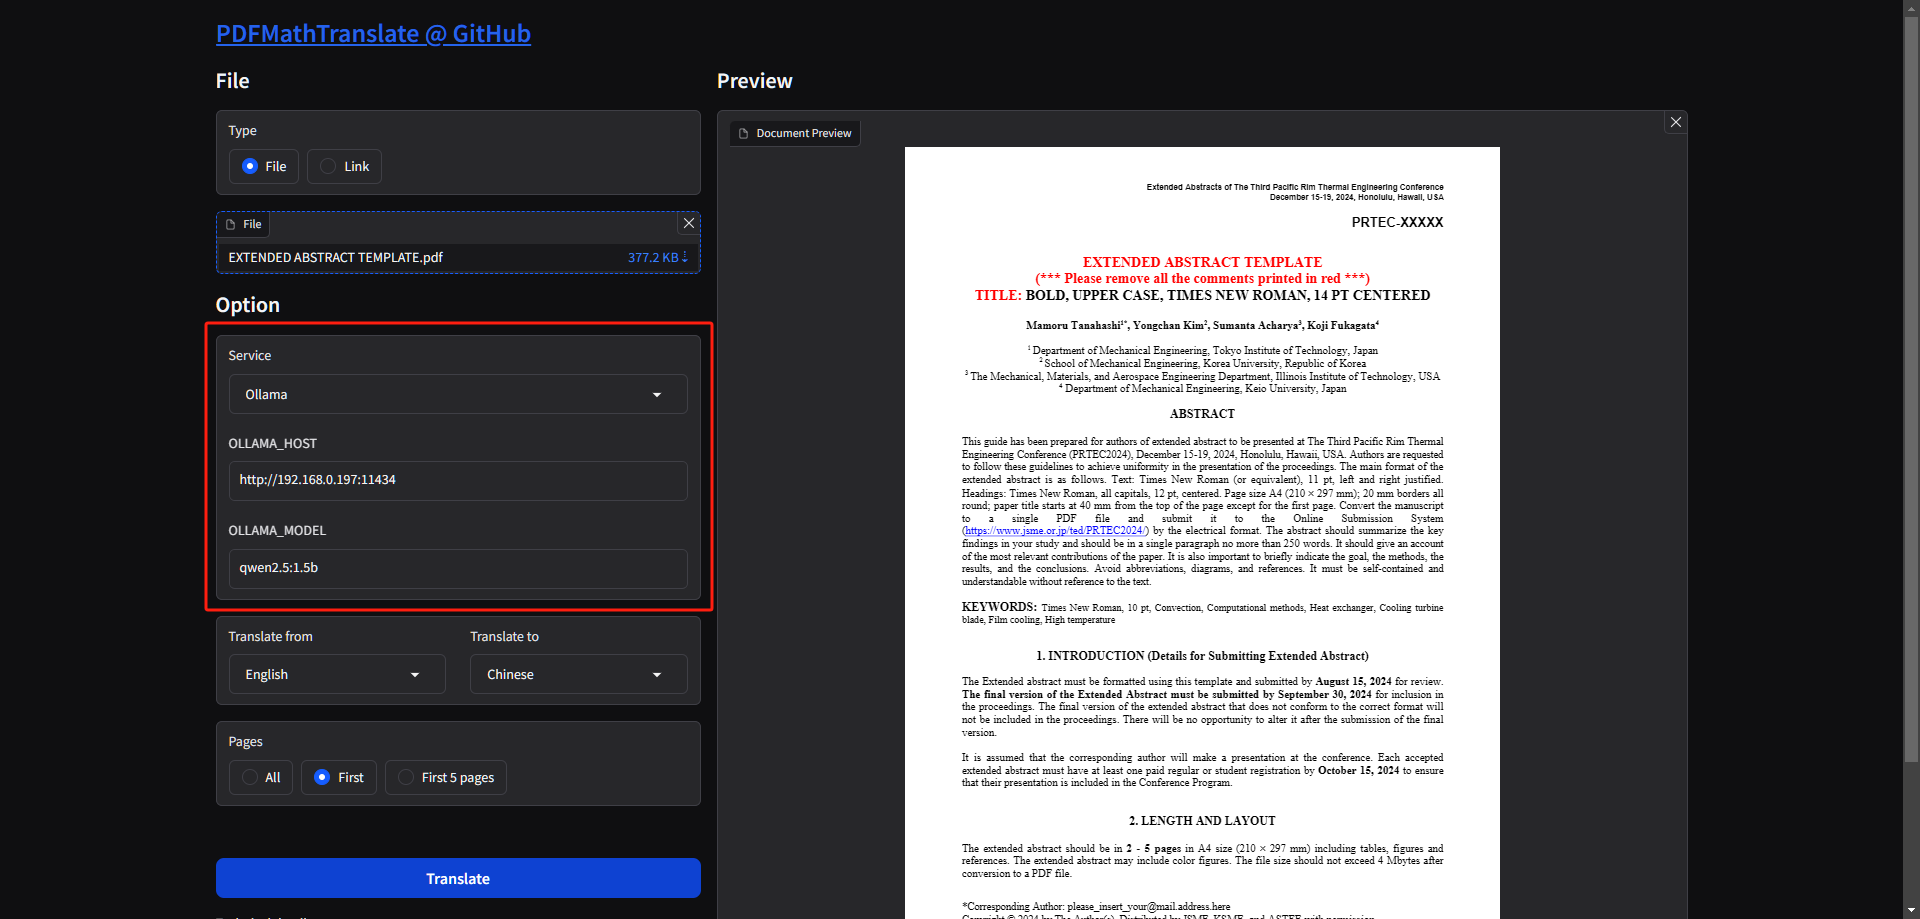 PDFMathTranslate @ GitHub
File
Type
File
Link
File
EXTENDED ABSTRACT TEMPLATE.pdf
377.2 KB ⇣
Option
Service
Ollama
OLLAMA_HOST
http://192.168.0.197:11434
OLLAMA_MODEL
qwen2.5:1.5b
Translate from
English
Translate to
Chinese
Pages
All
First
First 5 pages
Translate
Preview
Document Preview
Extended Abstracts of The Third Pacific Rim Thermal Engineering Conference
December 15-19, 2024, Honolulu, Hawaii, USA
PRTEC-XXXXX
EXTENDED ABSTRACT TEMPLATE
(*** Please remove all the comments printed in red ***)
TITLE: BOLD, UPPER CASE, TIMES NEW ROMAN, 14 PT CENTERED
Mamoru Tanahashi1*, Yongchan Kim2, Sumanta Acharya3, Koji Fukagata4
1 Department of Mechanical Engineering, Tokyo Institute of Technology, Japan
2 School of Mechanical Engineering, Korea University, Republic of Korea
3 The Mechanical, Materials, and Aerospace Engineering Department, Illinois Institute of Technology, USA
4 Department of Mechanical Engineering, Keio University, Japan
ABSTRACT
This guide has been prepared for authors of extended abstract to be presented at The Third Pacific Rim Thermal
Engineering Conference (PRTEC2024), December 15-19, 2024, Honolulu, Hawaii, USA. Authors are requested
to follow these guidelines to achieve uniformity in the presentation of the proceedings. The main format of the
extended abstract is as follows. Text: Times New Roman (or equivalent), 11 pt, left and right justified.
Headings: Times New Roman, all capitals, 12 pt, centered. Page size A4 (210 × 297 mm); 20 mm borders all
round; paper title starts at 40 mm from the top of the page except for the first page. Convert the manuscript
to a single PDF file and submit it to the Online Submission System
(https://www.jsme.or.jp/ted/PRTEC2024/) by the electrical format. The abstract should summarize the key
findings in your study and should be in a single paragraph no more than 250 words. It should give an account
of the most relevant contributions of the paper. It is also important to briefly indicate the goal, the methods, the
results, and the conclusions. Avoid abbreviations, diagrams, and references. It must be self-contained and
understandable without reference to the text.
KEYWORDS: Times New Roman, 10 pt, Convection, Computational methods, Heat exchanger, Cooling turbine
blade, Film cooling, High temperature
1. INTRODUCTION (Details for Submitting Extended Abstract)
The Extended abstract must be formatted using this template and submitted by August 15, 2024 for review.
The final version of the Extended Abstract must be submitted by September 30, 2024 for inclusion in
the proceedings. The final version of the extended abstract that does not conform to the correct format will
not be included in the proceedings. There will be no opportunity to alter it after the submission of the final
version.
It is assumed that the corresponding author will make a presentation at the conference. Each accepted
extended abstract must have at least one paid regular or student registration by October 15, 2024 to ensure
that their presentation is included in the Conference Program.
2. LENGTH AND LAYOUT
The extended abstract should be in 2 - 5 pages in A4 size (210 × 297 mm) including tables, figures and
references. The extended abstract may include color figures. The file size should not exceed 4 Mbytes after
conversion to a PDF file.
*Corresponding Author: please_insert_your@mail.address.here
Copyright © 2024 by The Author(s). Distributed by JSME, KSME, and ASTFE with permission.